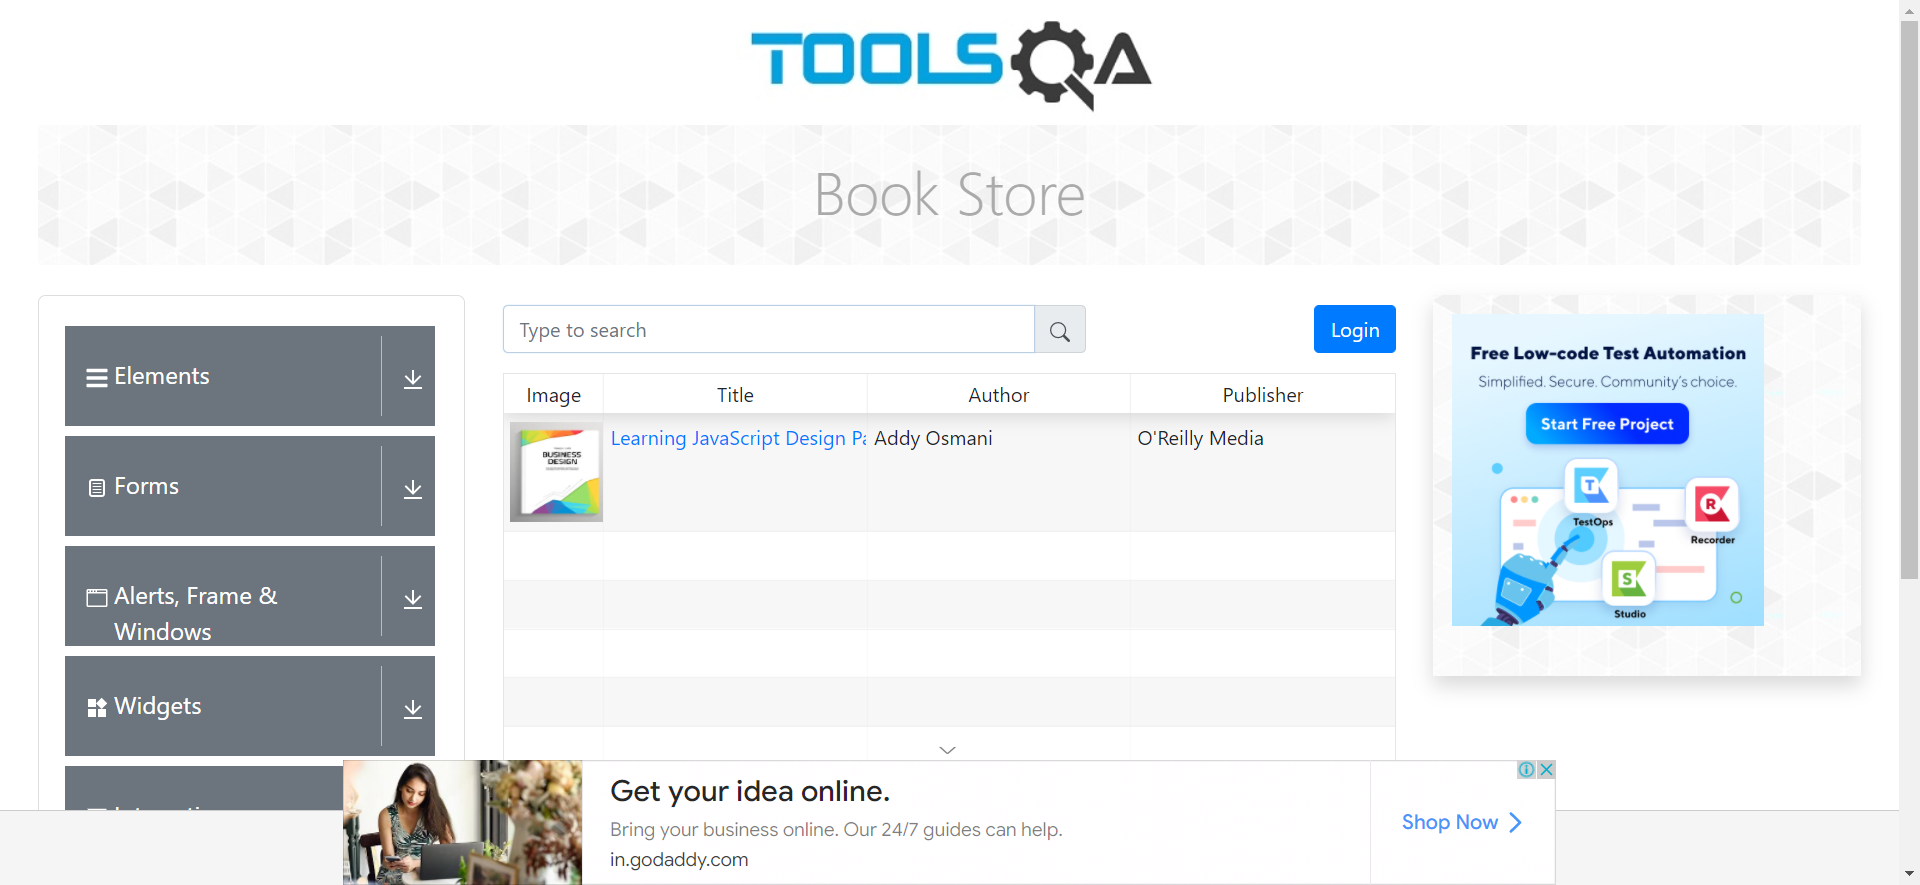 TOOLSQA
Book Store
Elements
Forms
Alerts, Frame &
Windows
Widgets
Type to search
Login
Image Title Author Publisher
BUSINESS
DESIGN
Learning JavaScript Design Pa Addy Osmani O'Reilly Media
Free Low-code Test Automation
Simplified. Secure. Community's choice.
Start Free Project
T
TestOps
R
Recorder
S
Studio
Get your idea online.
Bring your business online. Our 24/7 guides can help.
in.godaddy.com
Shop Now